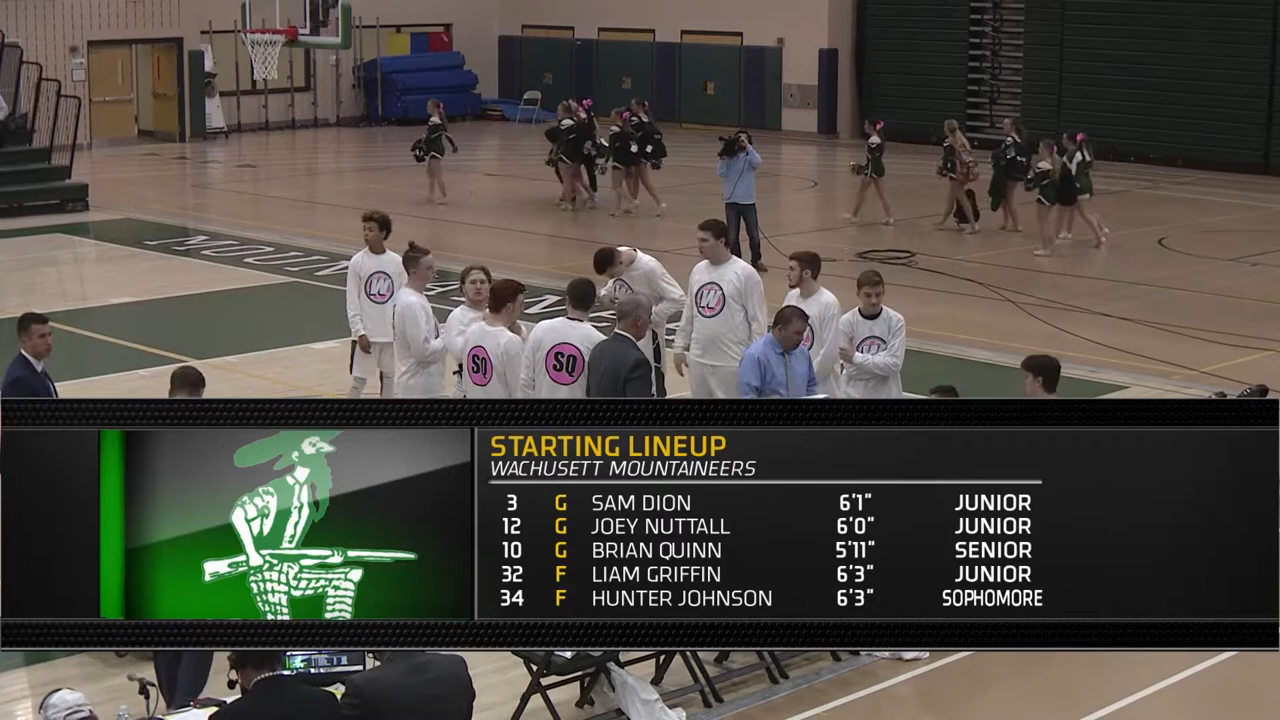 MOUNTAINEERS
W
W
W
W
SQ
SQ
STARTING LINEUP
WACHUSETT MOUNTAINEERS
3 G SAM DION 6'1" JUNIOR
12 G JOEY NUTTALL 6'0" JUNIOR
10 G BRIAN QUINN 5'11" SENIOR
32 F LIAM GRIFFIN 6'3" JUNIOR
34 F HUNTER JOHNSON 6'3" SOPHOMORE